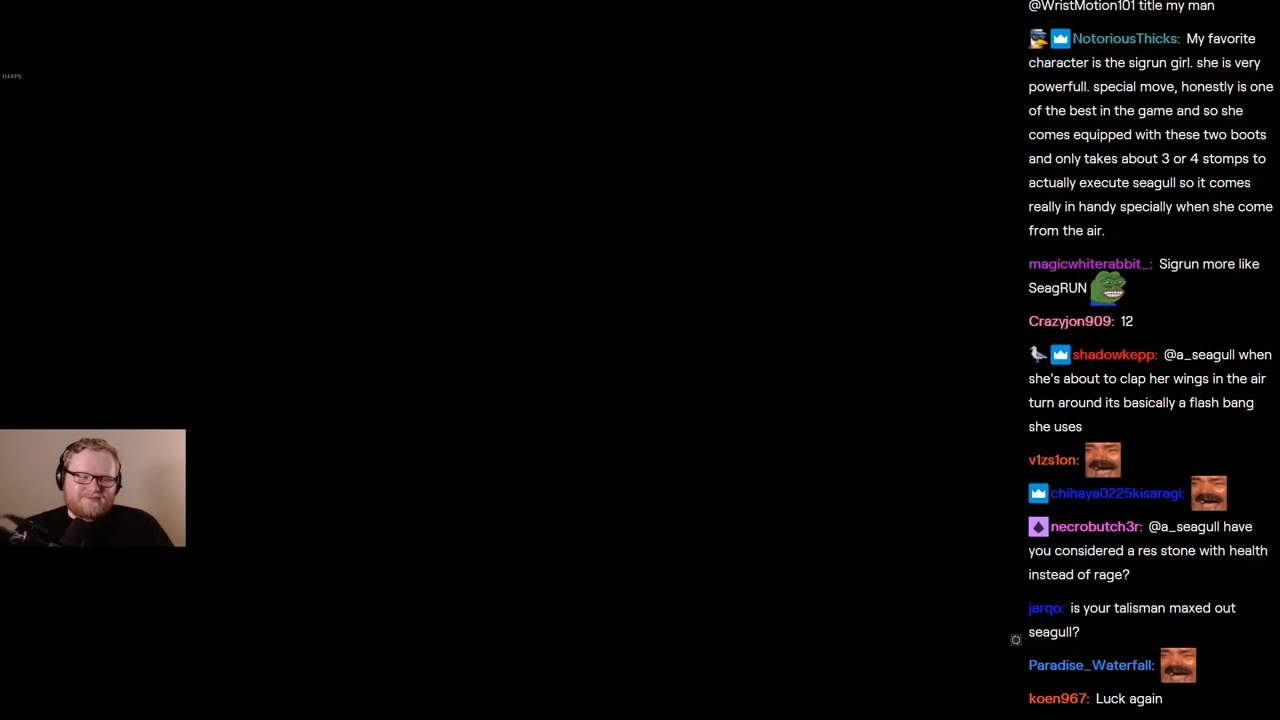 @WristMotion101 title my man
114 FPS
NotoriousThicks: My favorite
character is the sigrun girl. she is very
powerfull. special move, honestly is one
of the best in the game and so she
comes equipped with these two boots
and only takes about 3 or 4 stomps to
actually execute seagull so it comes
really in handy specially when she come
from the air.
magicwhiterabbit_: Sigrun more like
SeagRUN
Crazyjon909: 12
shadowkepp: @a_seagull when
she's about to clap her wings in the air
turn around its basically a flash bang
she uses
v1zs1on:
chihaya0225kisaragi:
necrobutch3r: @a_seagull have
you considered a res stone with health
instead of rage?
jarqo: is your talisman maxed out
seagull?
Paradise_Waterfall:
koen967: Luck again